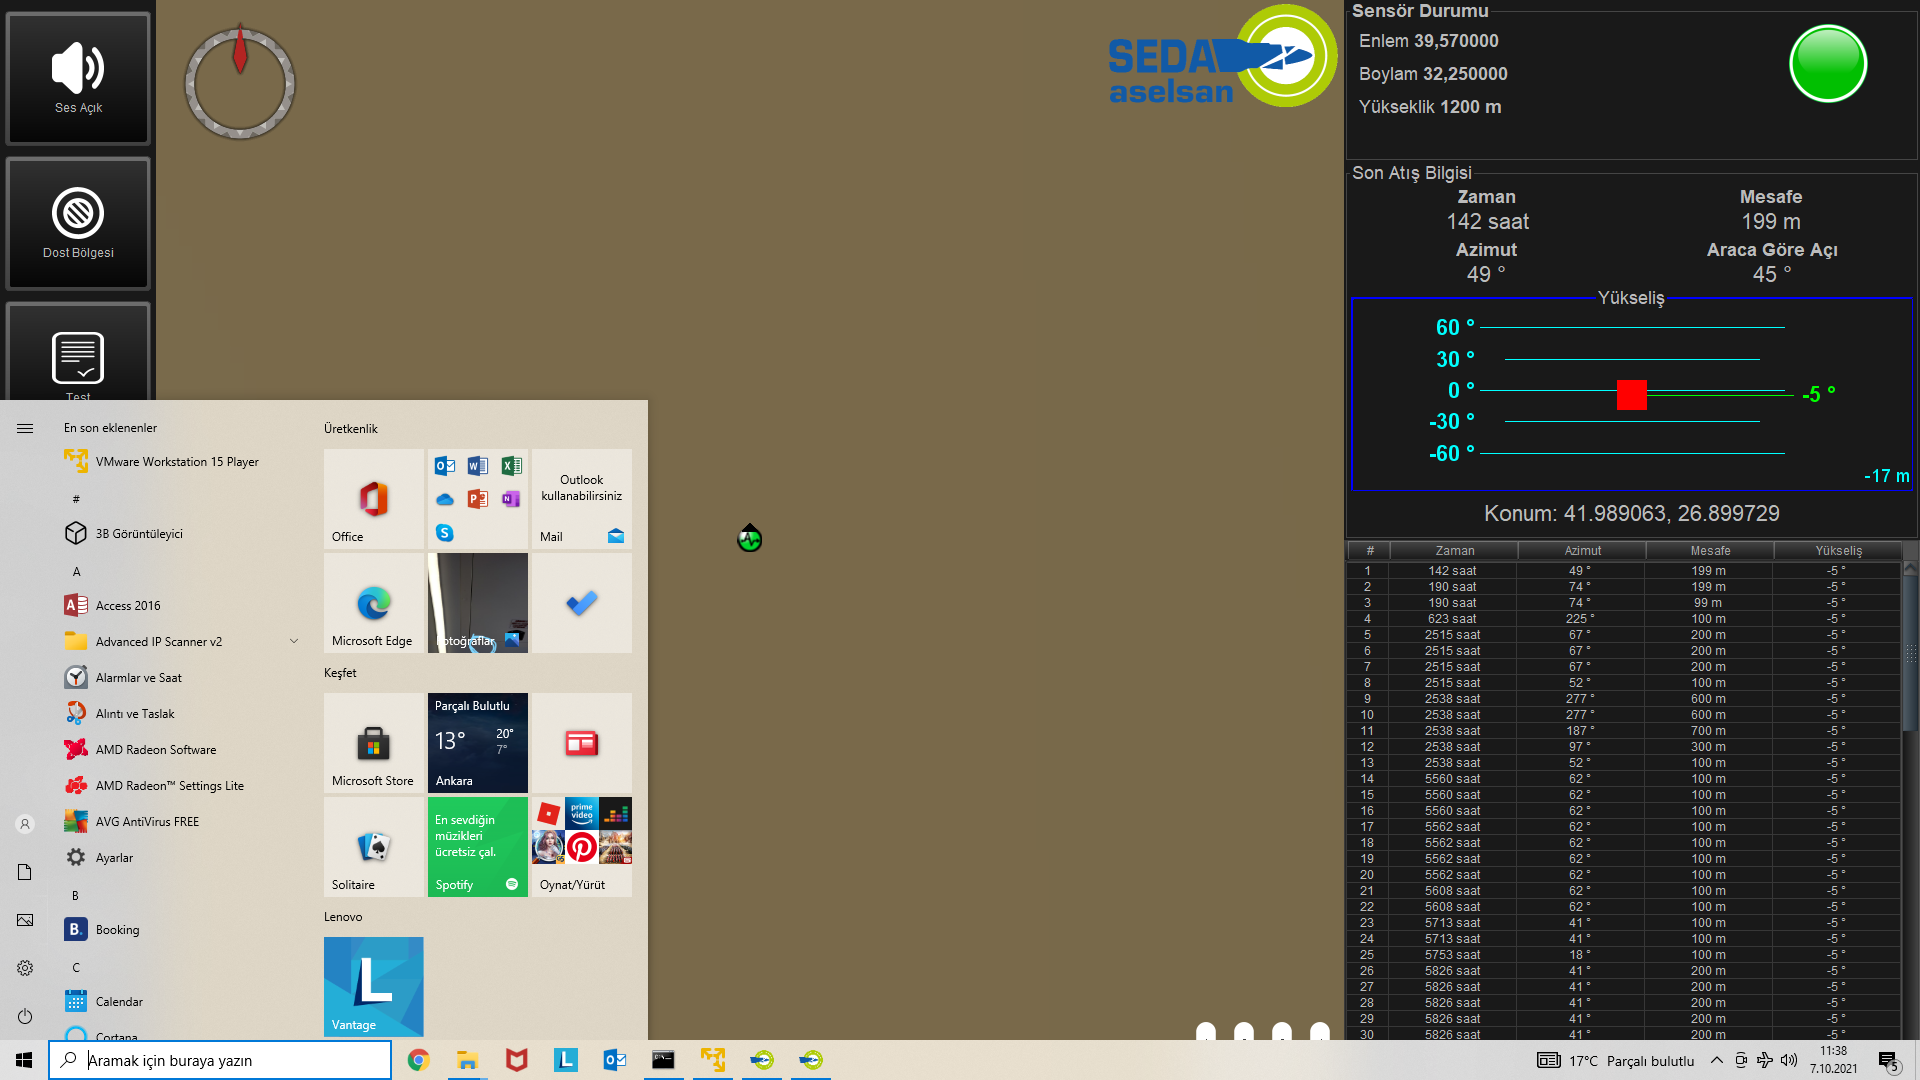 Ses Açık
Dost Bölgesi
Test
SEDA
aselsan
Sensör Durumu
Enlem 39,570000
Boylam 32,250000
Yükseklik 1200 m
Son Atış Bilgisi
Zaman Mesafe
142 saat 199 m
Azimut Araca Göre Açı
49 ° 45 °
Yükseliş
60 °
30 °
0 °
-5 °
-30 °
-60 °
-17 m
Konum: 41.989063, 26.899729
# Zaman Azimut Mesafe Yükseliş
1 142 saat 49 ° 199 m -5 °
2 190 saat 74 ° 199 m -5 °
3 190 saat 74 ° 99 m -5 °
4 623 saat 225 ° 100 m -5 °
5 2515 saat 67 ° 200 m -5 °
6 2515 saat 67 ° 200 m -5 °
7 2515 saat 67 ° 200 m -5 °
8 2515 saat 52 ° 100 m -5 °
9 2538 saat 277 ° 600 m -5 °
10 2538 saat 277 ° 600 m -5 °
11 2538 saat 187 ° 700 m -5 °
12 2538 saat 97 ° 300 m -5 °
13 2538 saat 52 ° 100 m -5 °
14 5560 saat 62 ° 100 m -5 °
15 5560 saat 62 ° 100 m -5 °
16 5560 saat 62 ° 100 m -5 °
17 5562 saat 62 ° 100 m -5 °
18 5562 saat 62 ° 100 m -5 °
19 5562 saat 62 ° 100 m -5 °
20 5562 saat 62 ° 100 m -5 °
21 5608 saat 62 ° 100 m -5 °
22 5608 saat 62 ° 100 m -5 °
23 5713 saat 41 ° 100 m -5 °
24 5713 saat 41 ° 100 m -5 °
25 5753 saat 18 ° 100 m -5 °
26 5826 saat 41 ° 200 m -5 °
27 5826 saat 41 ° 200 m -5 °
28 5826 saat 41 ° 200 m -5 °
29 5826 saat 41 ° 200 m -5 °
30 5826 saat 41 ° 100 m -5 °
En son eklenenler
VMware Workstation 15 Player
#
3B Görüntüleyici
A
Access 2016
Advanced IP Scanner v2
Alarmlar ve Saat
Alıntı ve Taslak
AMD Radeon Software
AMD Radeon™ Settings Lite
AVG AntiVirus FREE
Ayarlar
B
Booking
C
Calendar
Cortana
Üretkenlik
Office
Outlook
kullanabilirsiniz
Mail
Microsoft Edge
Fotoğraflar
Keşfet
Microsoft Store
Parçalı Bulutlu
13° 20°
7°
Ankara
Solitaire
En sevdiğin
müzikleri
ücretsiz çal.
Spotify
prime
video
Oynat/Yürüt
Lenovo
L
Vantage
Aramak için buraya yazın
17°C Parçalı bulutlu
11:38
7.10.2021
5